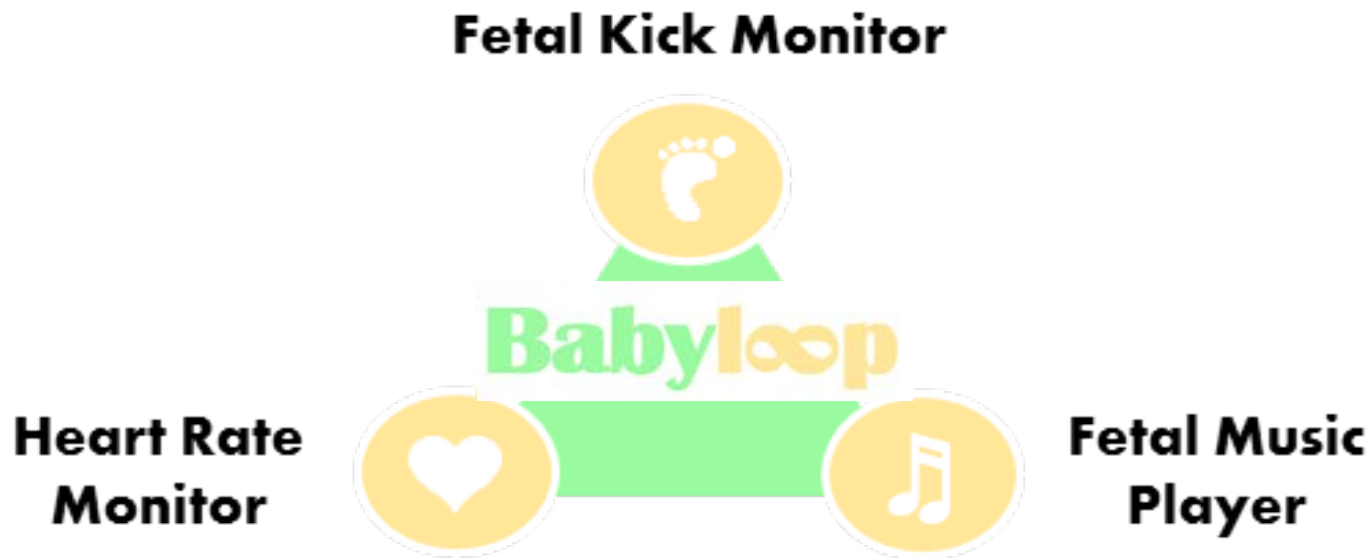 Fetal Kick Monitor
Babyloop
Heart Rate
Monitor
Fetal Music
Player